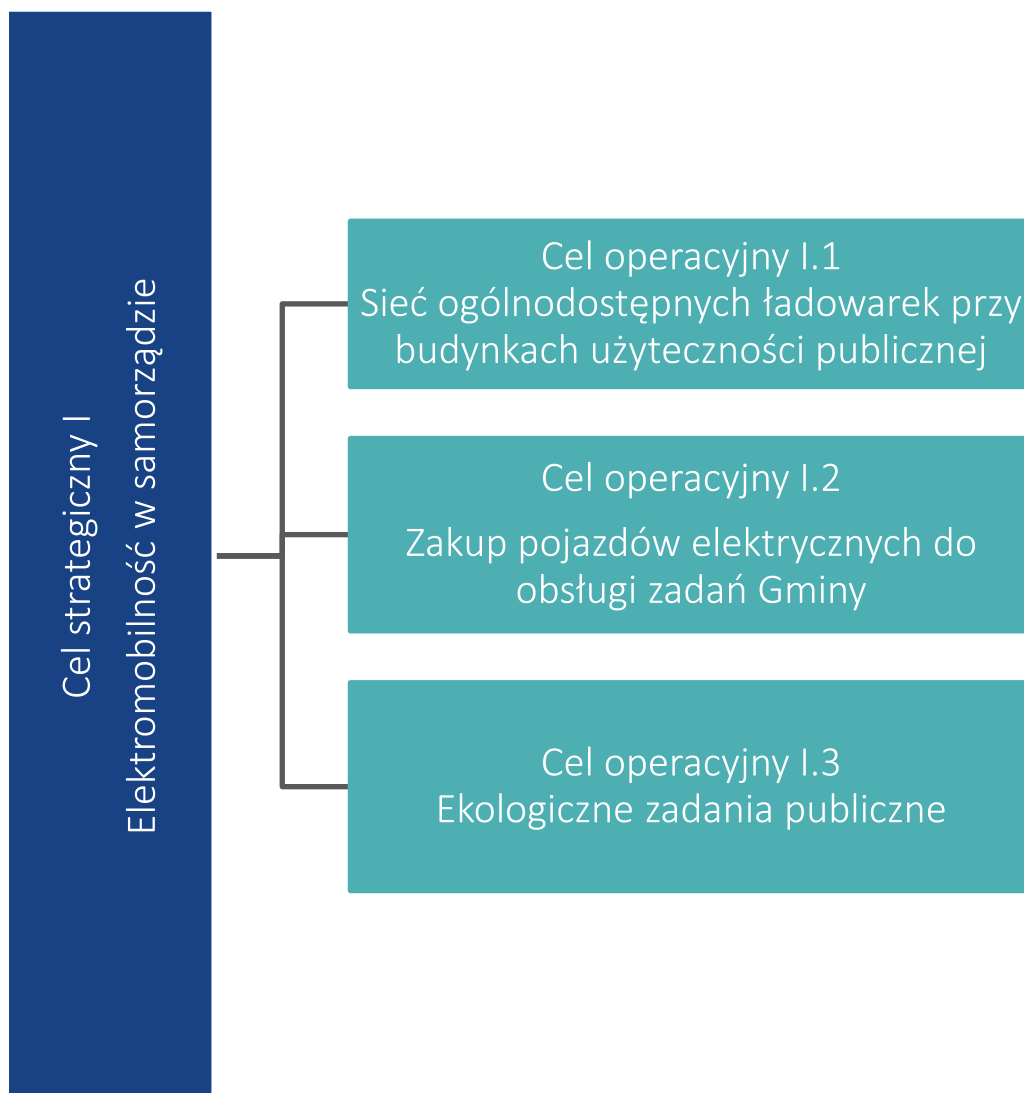 Cel strategiczny I
Elektromobilność w samorządzie
Cel operacyjny I.1
Sieć ogólnodostępnych ładowarek przy
budynkach użyteczności publicznej
Cel operacyjny I.2
Zakup pojazdów elektrycznych do
obsługi zadań Gminy
Cel operacyjny I.3
Ekologiczne zadania publiczne